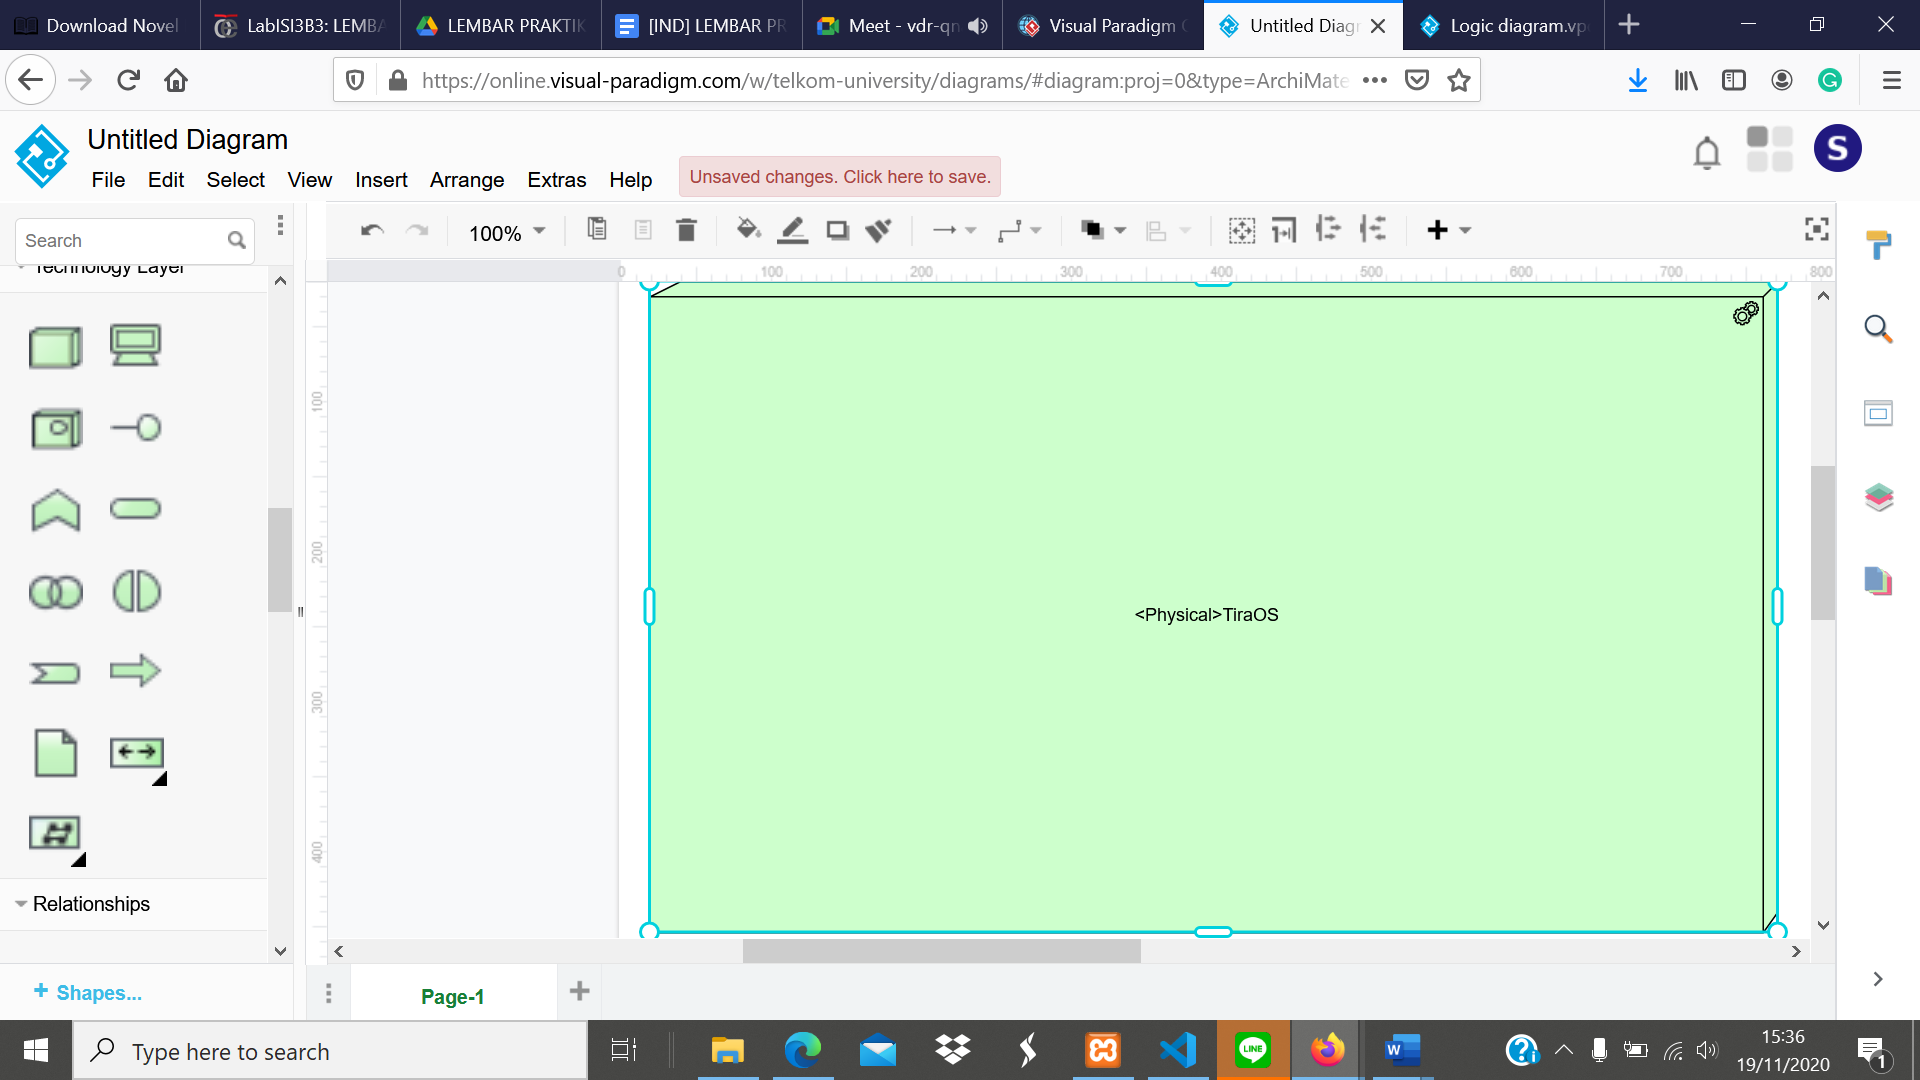 Download Novel
LabISI3B3: LEMBA
LEMBAR PRAKTIK
[IND] LEMBAR PR
Meet - vdr-qn
Visual Paradigm
Untitled Diagr
Logic diagram.vp
https://online.visual-paradigm.com/w/telkom-university/diagrams/#diagram:proj=0&type=ArchiMate
Untitled Diagram
S
File Edit Select View Insert Arrange Extras Help
Unsaved changes. Click here to save.
Search
100%
Technology Layer
0 100 200 300 400 500 600 700 800
100
200
300
400
<Physical>TiraOS
Relationships
+ Shapes...
Page-1
Type here to search
LINE
W
15:36
19/11/2020
1